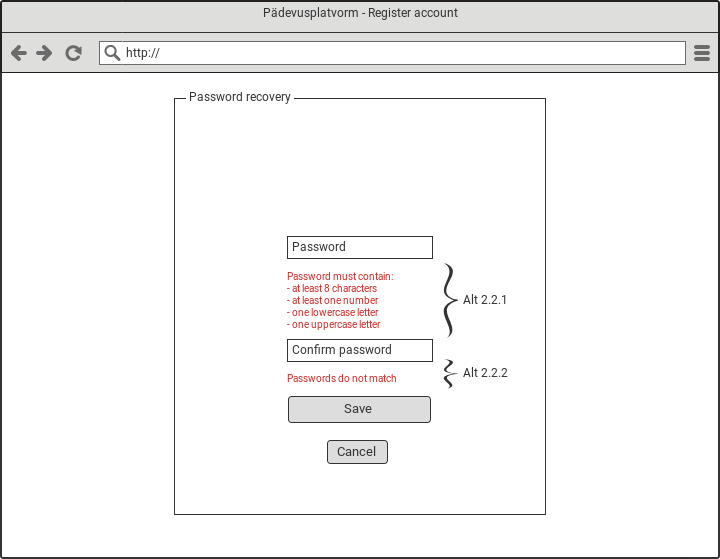 Pädevusplatvorm - Register account
http://
Password recovery
Password
Password must contain:
- at least 8 characters
- at least one number
- one lowercase letter
- one uppercase letter
Alt 2.2.1
Confirm password
Passwords do not match
Alt 2.2.2
Save
Cancel